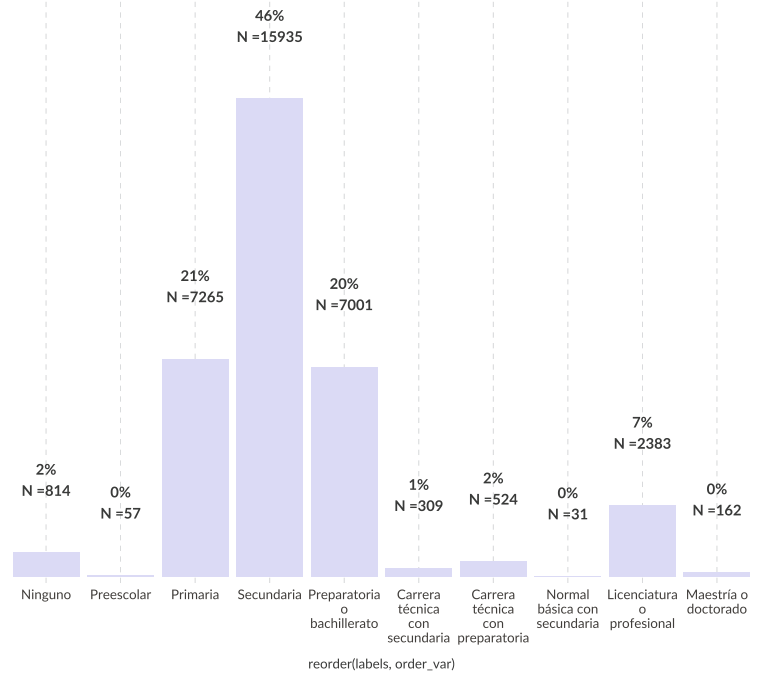 46%
N =15935
21%
N =7265
20%
N =7001
7%
N =2383
2%
N =814
0%
N =57
1%
N =309
2%
N =524
0%
N =31
0%
N =162
Ninguno
Preescolar
Primaria
Secundaria
Preparatoria
o
bachillerato
Carrera
técnica
con
secundaria
Carrera
técnica
con
preparatoria
Normal
básica con
secundaria
Licenciatura
o
profesional
Maestría o
doctorado
reorder(labels, order_var)